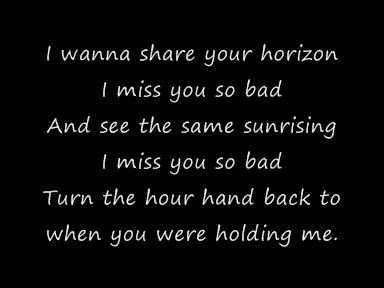 I wanna share your horizon
I miss you so bad
And see the same sunrising
I miss you so bad
Turn the hour hand back to
when you were holding me.